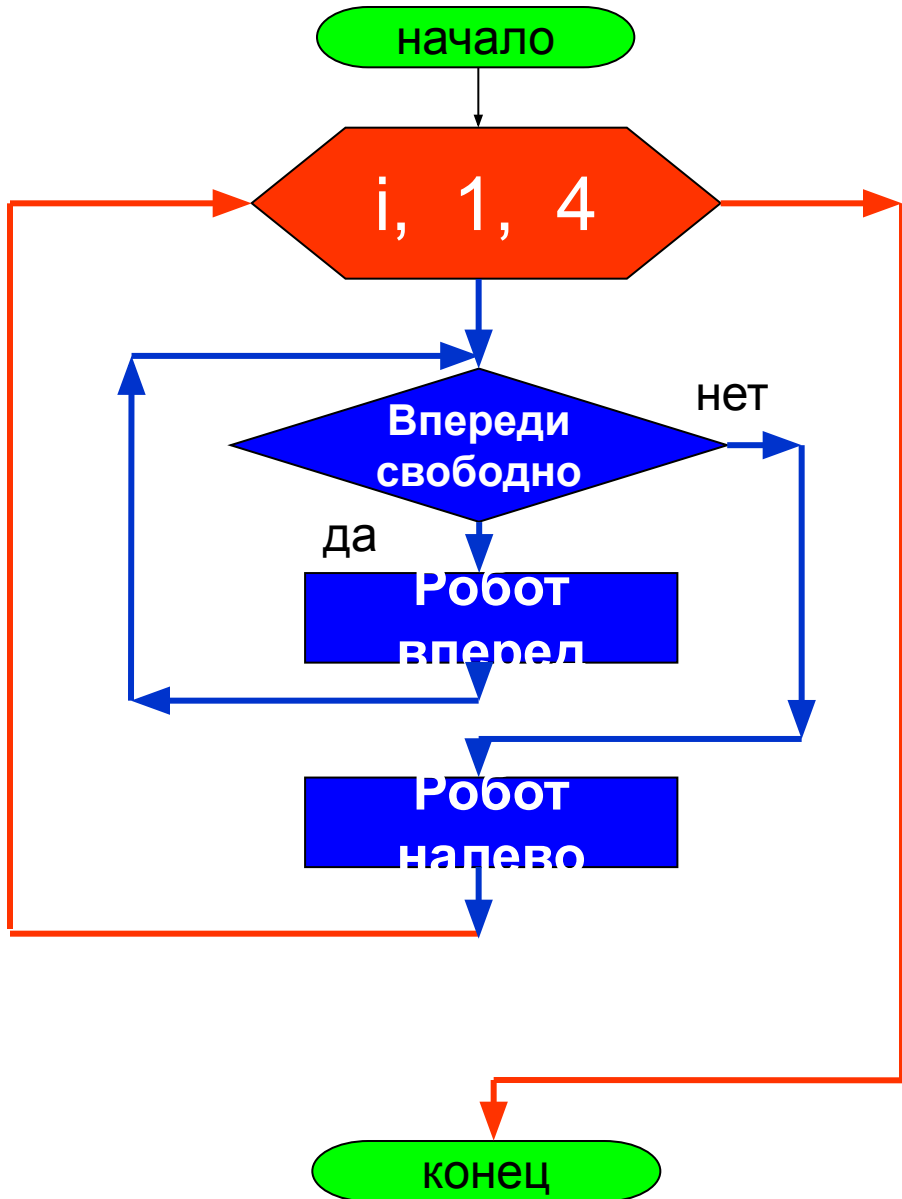 начало
i, 1, 4
Впереди
свободно
нет
да
Робот
вперед
Робот
налево
конец